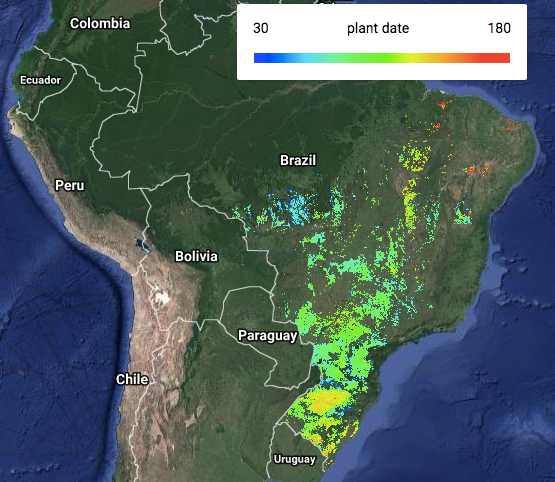 30 plant date 180
Colombia
Ecuador
Brazil
Peru
Bolivia
Paraguay
Chile
Uruguay